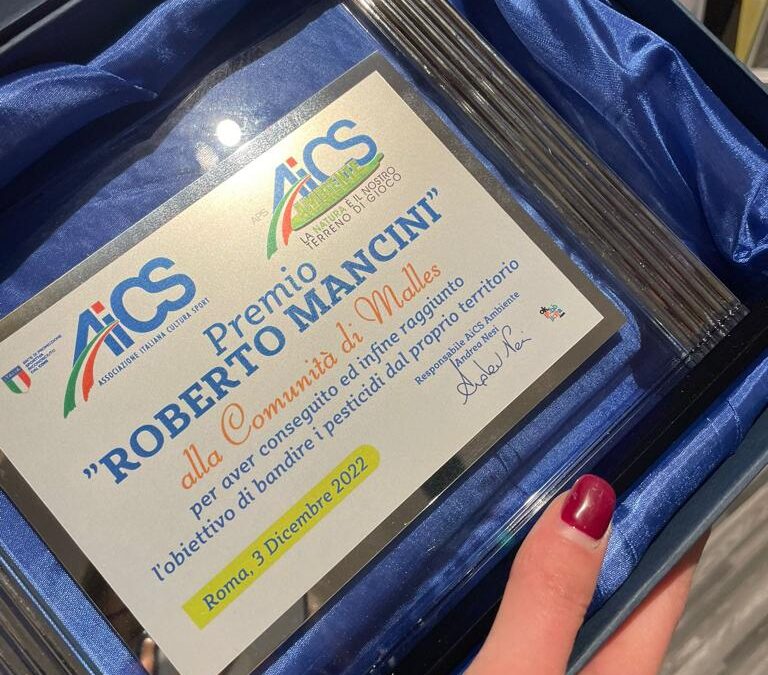 AiCS
ASSOCIAZIONE ITALIANA CULTURA SPORT
AiCS
AMBIENTE
LA NATURA È IL NOSTRO
TERRENO DI GIOCO
Premio
"ROBERTO MANCINI"
alla Comunità di Malles
per aver conseguito ed infine raggiunto
l'obiettivo di bandire i pesticidi dal proprio territorio
Responsabile AiCS Ambiente
Andrea Nesi
Roma, 3 Dicembre 2022